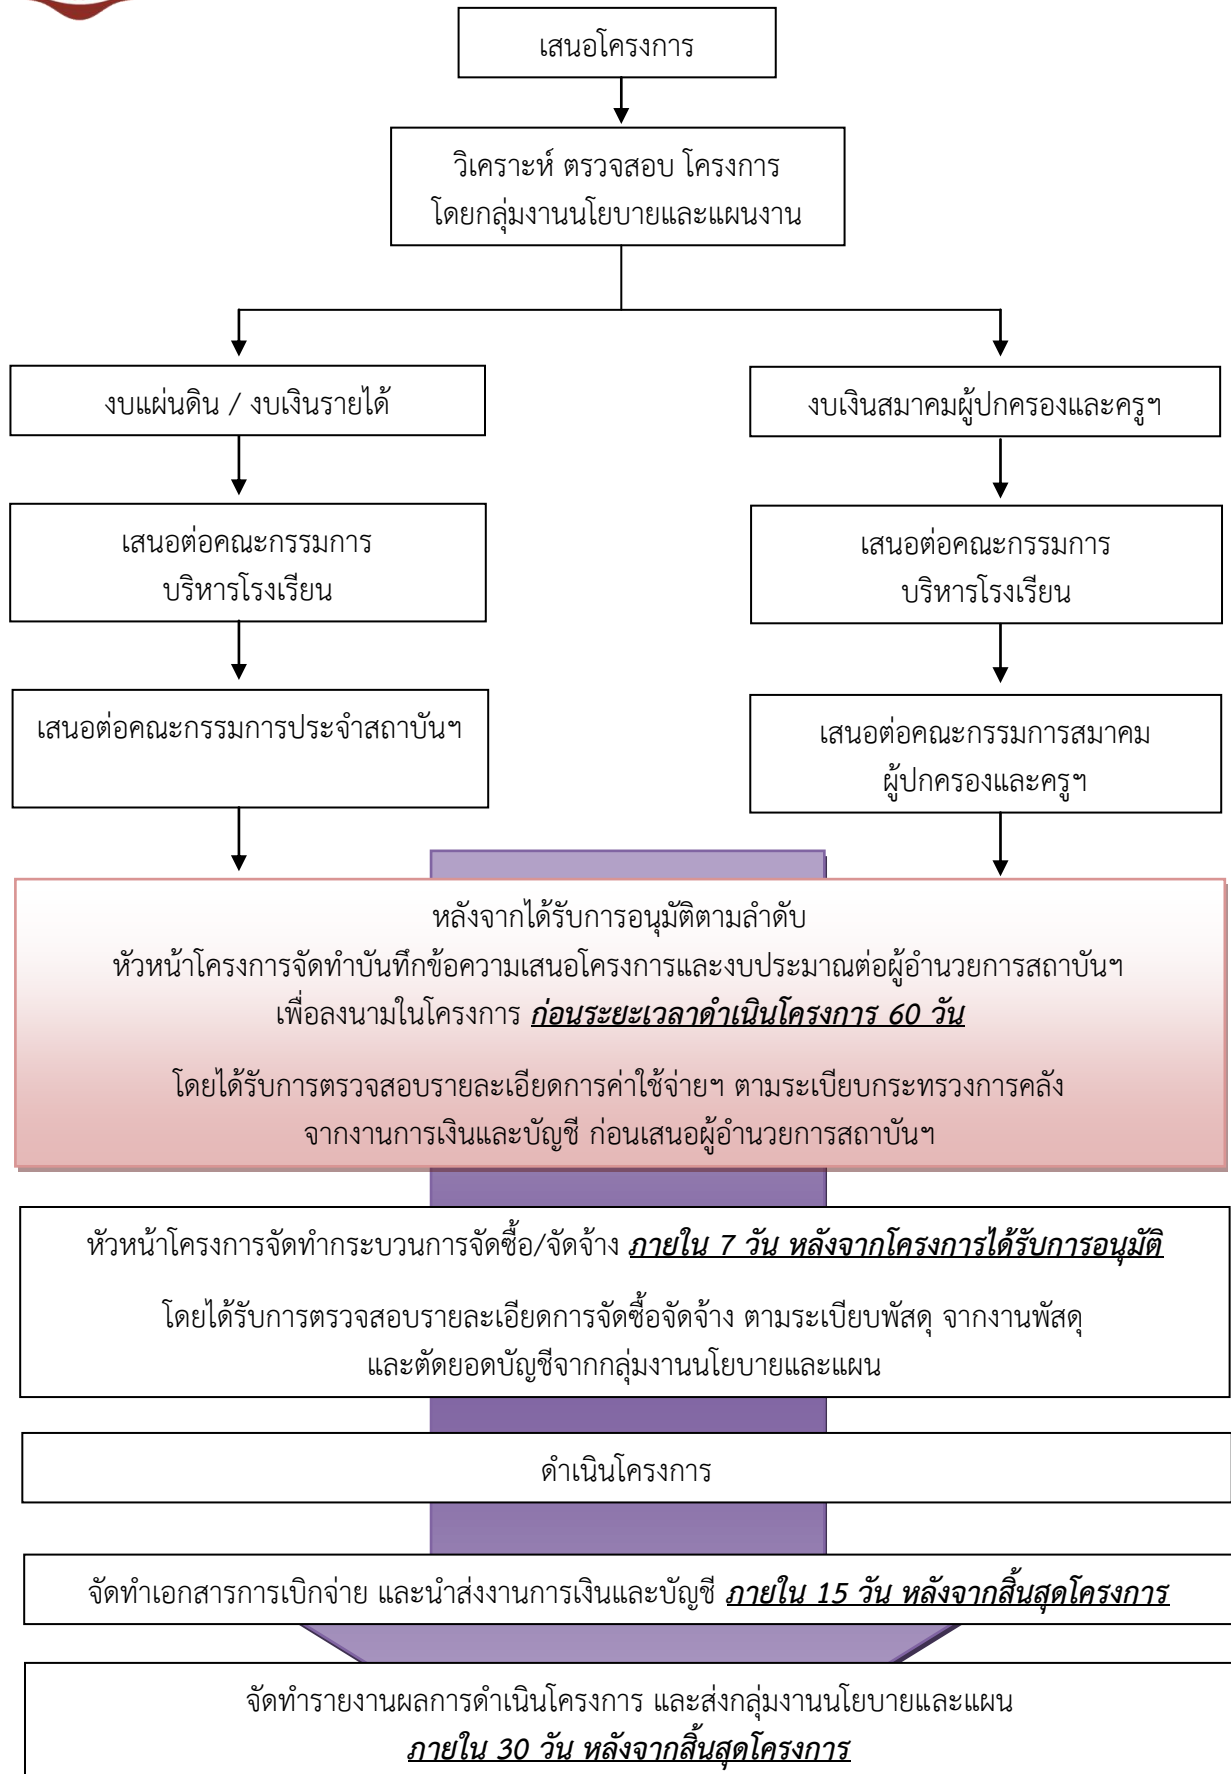 เสนอโครงการ
วิเคราะห์ ตรวจสอบ โครงการ
โดยกลุ่มงานนโยบายและแผนงาน
งบแผ่นดิน / งบเงินรายได้
งบเงินสมาคมผู้ปกครองและครูฯ
เสนอต่อคณะกรรมการ
บริหารโรงเรียน
เสนอต่อคณะกรรมการ
บริหารโรงเรียน
เสนอต่อคณะกรรมการประจำสถาบันฯ
เสนอต่อคณะกรรมการสมาคม
ผู้ปกครองและครูฯ
หลังจากได้รับการอนุมัติตามลำดับ
หัวหน้าโครงการจัดทำบันทึกข้อความเสนอโครงการและงบประมาณต่อผู้อำนวยการสถาบันฯ
เพื่อลงนามในโครงการ ก่อนระยะเวลาดำเนินโครงการ 60 วัน
โดยได้รับการตรวจสอบรายละเอียดการค่าใช้จ่ายฯ ตามระเบียบกระทรวงการคลัง
จากงานการเงินและบัญชี ก่อนเสนอผู้อำนวยการสถาบันฯ
หัวหน้าโครงการจัดทำกระบวนการจัดซื้อ/จัดจ้าง ภายใน 7 วัน หลังจากโครงการได้รับการอนุมัติ
โดยได้รับการตรวจสอบรายละเอียดการจัดซื้อจัดจ้าง ตามระเบียบพัสดุ จากงานพัสดุ
และตัดยอดบัญชีจากกลุ่มงานนโยบายและแผน
ดำเนินโครงการ
จัดทำเอกสารการเบิกจ่าย และนำส่งงานการเงินและบัญชี ภายใน 15 วัน หลังจากสิ้นสุดโครงการ
จัดทำรายงานผลการดำเนินโครงการ และส่งกลุ่มงานนโยบายและแผน
ภายใน 30 วัน หลังจากสิ้นสุดโครงการ